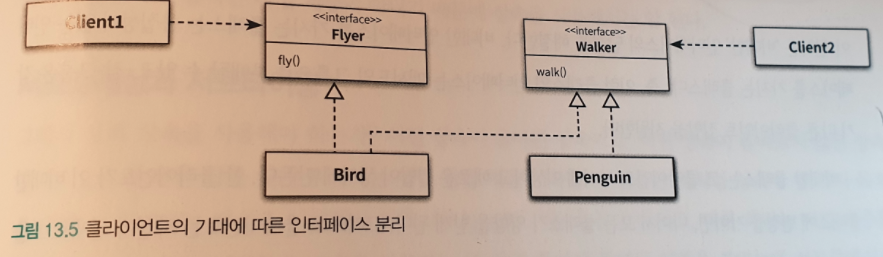 Client1
<<interface>>
Flyer
fly()
<<interface>>
Walker
walk()
Client2
Bird
Penguin
그림 13.5 클라이언트의 기대에 따른 인터페이스 분리